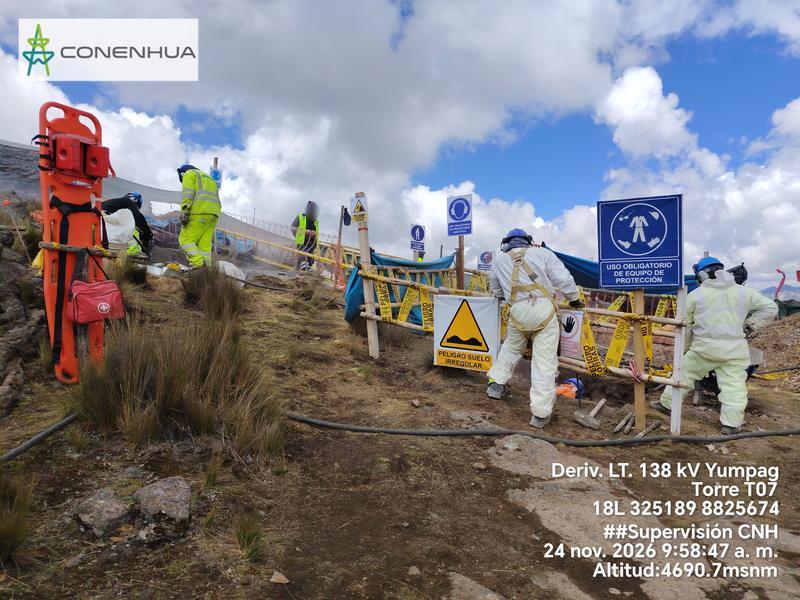 CONENHUA
USO OBLIGATORIO
DE EQUIPO DE
PROTECCIÓN
PELIGRO SUELO
IRREGULAR
Deriv. LT. 138 kV Yumpag
Torre T07
18L 325189 8825674
##Supervisión CNH
24 nov. 2026 9:58:47 a. m.
Altitud:4690.7msnm